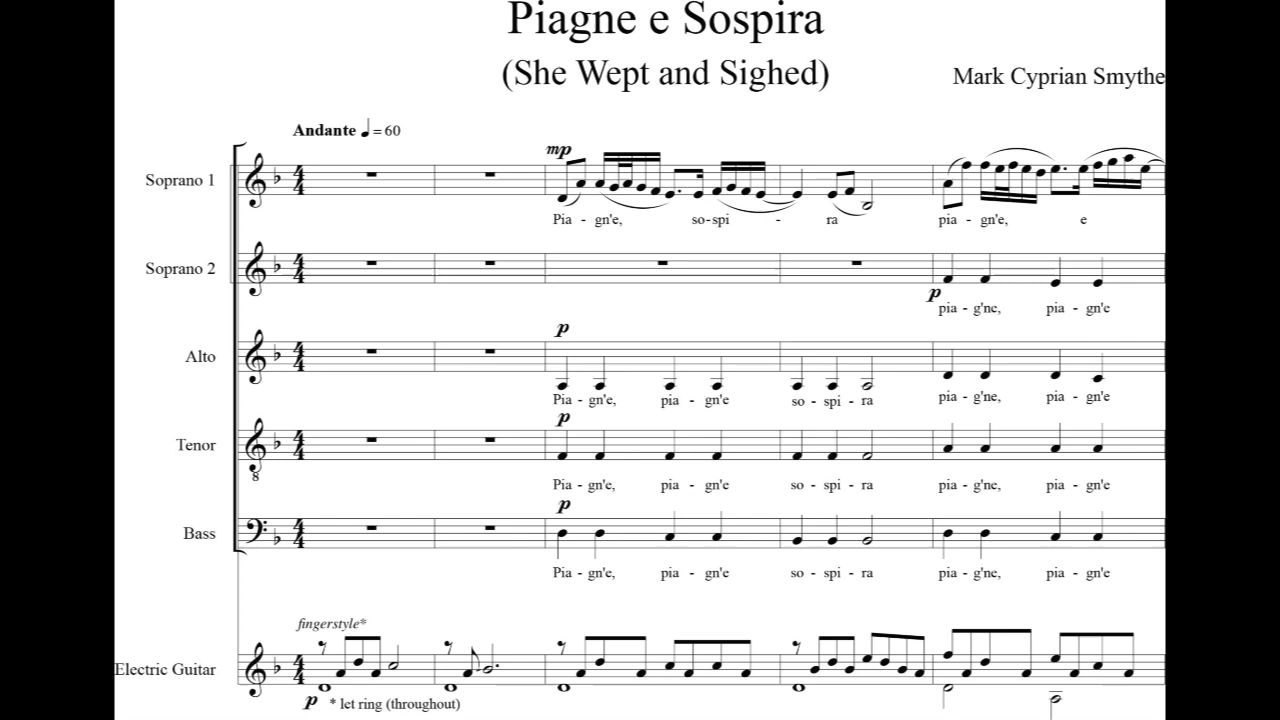 Piagne e Sospira
(She Wept and Sighed)
Mark Cyprian Smythe
Andante ♩ = 60
mp
Soprano 1
Pia - gn'e, so-spi - ra pia - gn'e, e
Soprano 2
p
pia - g'ne, pia - gn'e
p
Alto
Pia - gn'e, pia - gn'e so - spi - ra pia - g'ne, pia - gn'e
p
Tenor
8
Pia - gn'e, pia - gn'e so - spi - ra pia - g'ne, pia - gn'e
p
Bass
Pia - gn'e, pia - gn'e so - spi - ra pia - g'ne, pia - gn'e
fingerstyle*
Electric Guitar
p * let ring (throughout)